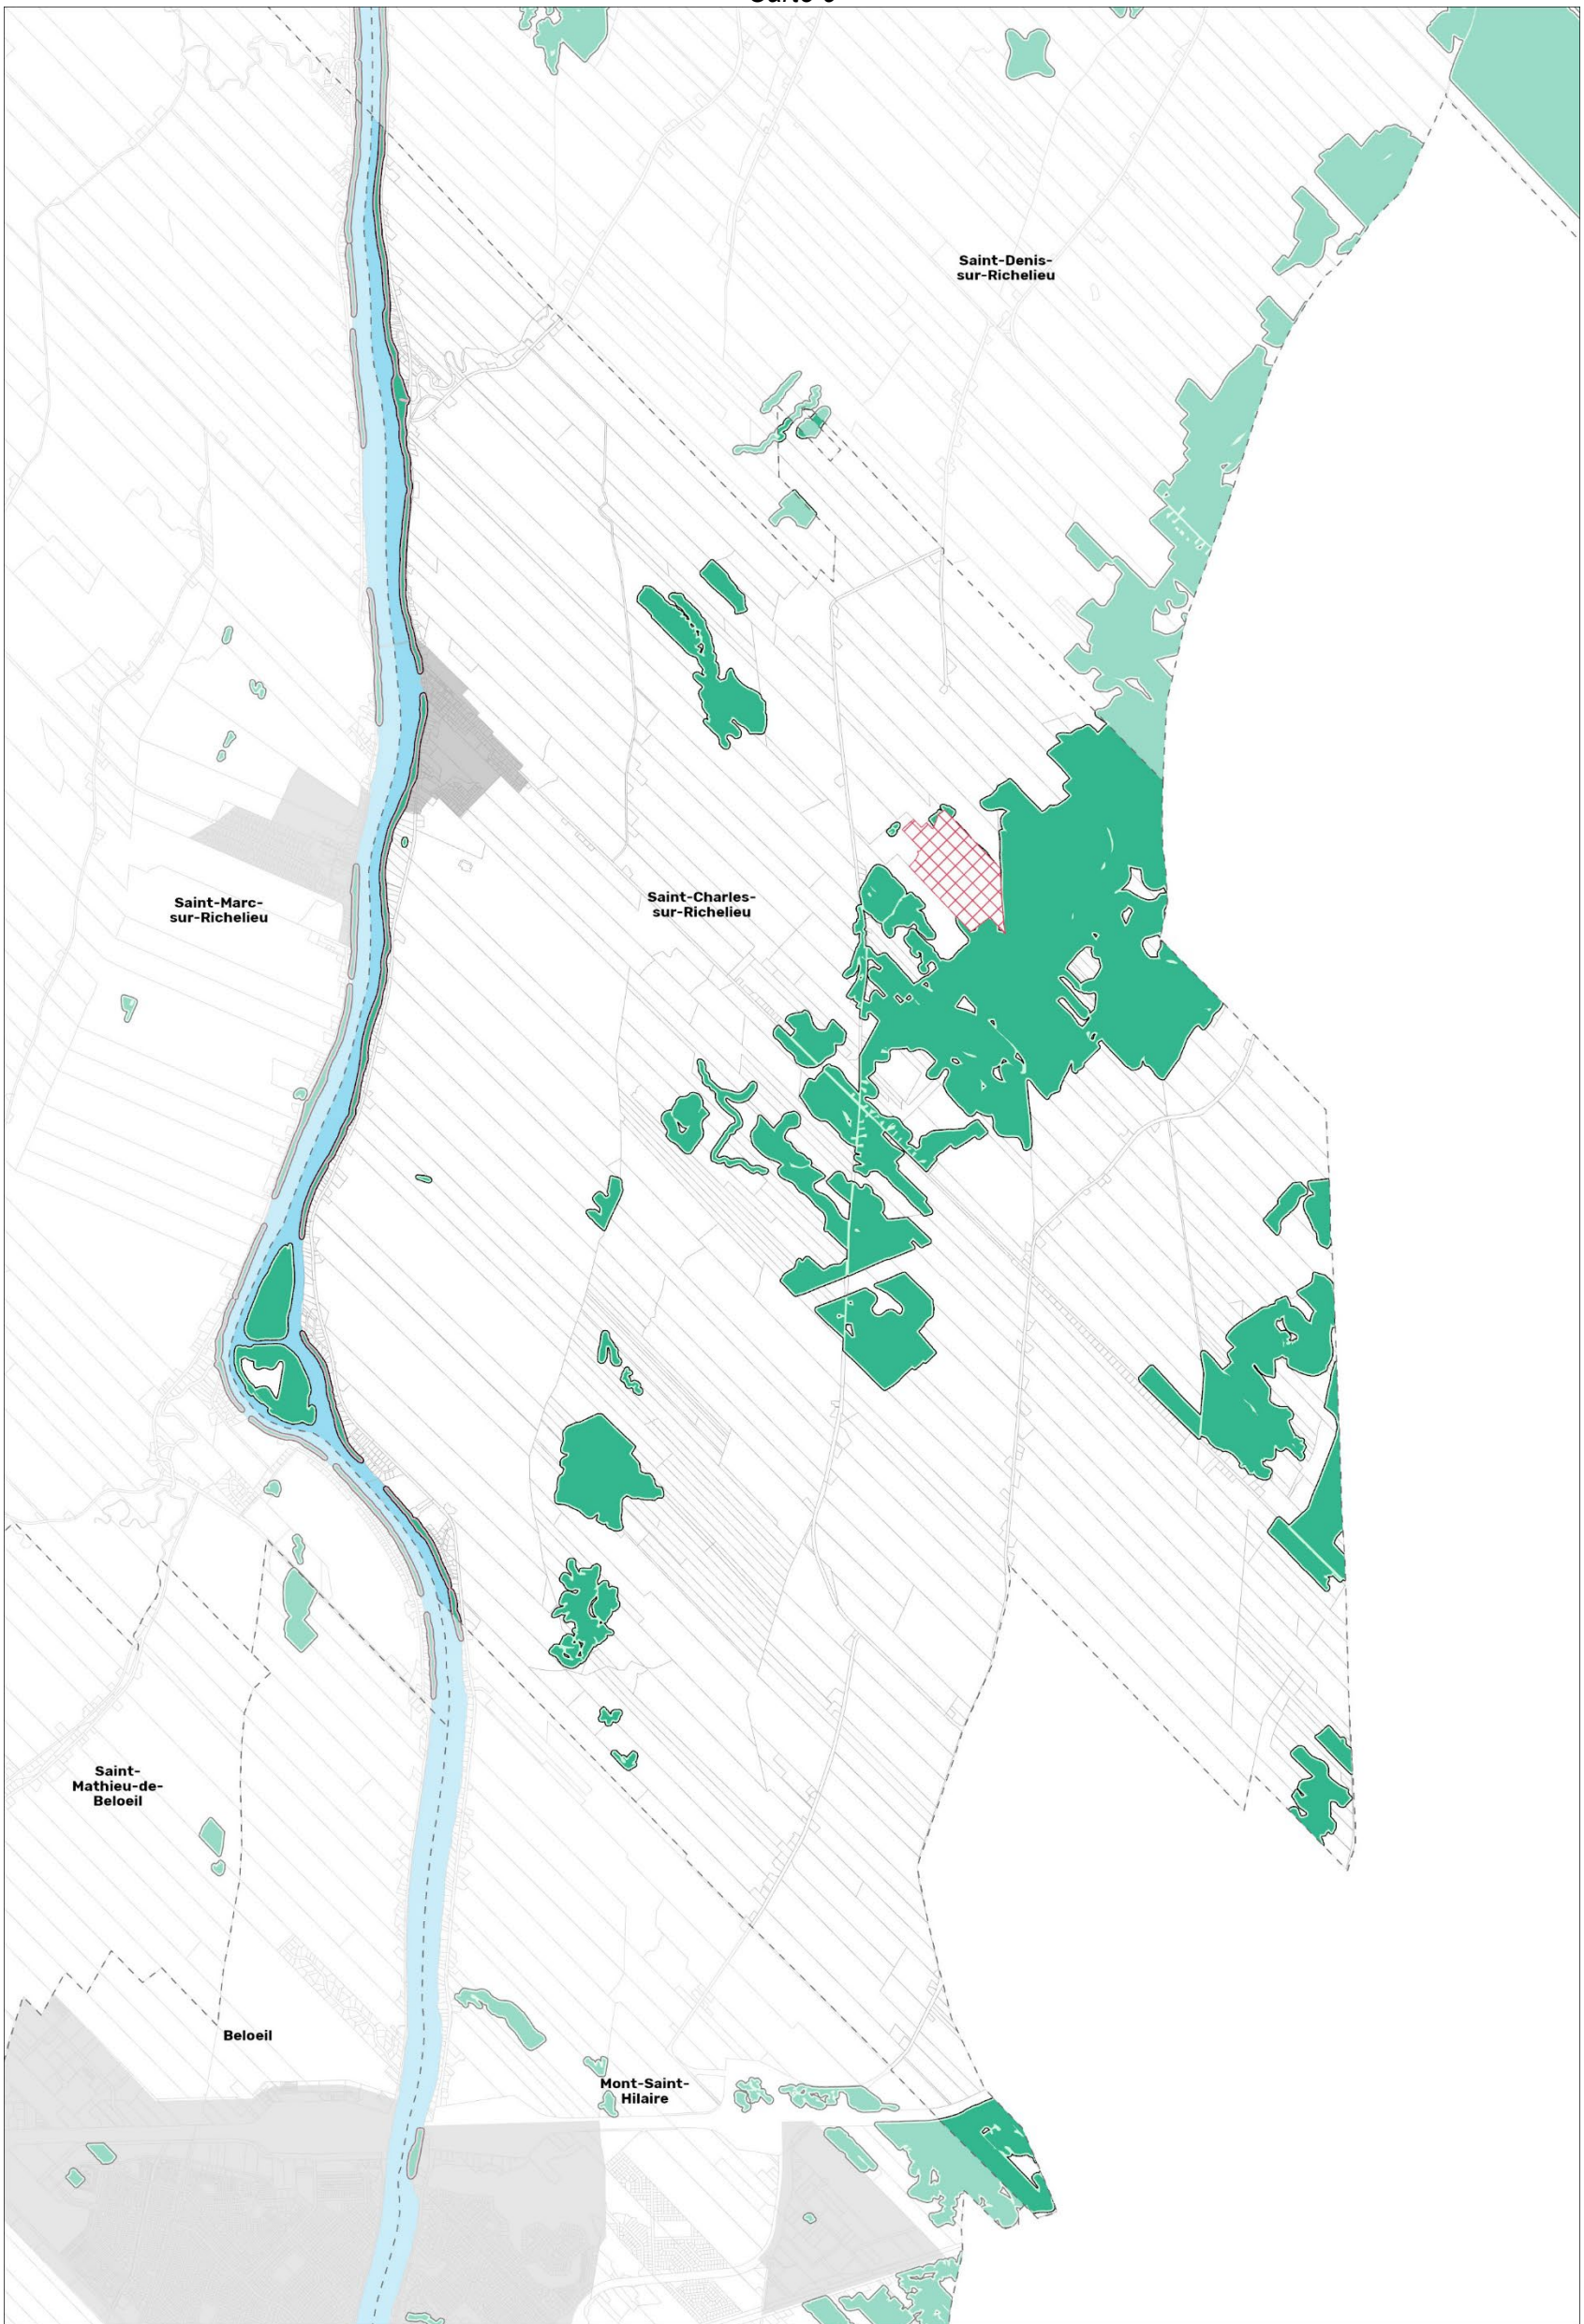 Saint-Denis-
sur-Richelieu
Saint-Marc-
sur-Richelieu
Saint-Charles-
sur-Richelieu
Saint-
Mathieu-de-
Beloeil
Beloeil
Mont-Saint-
Hilaire